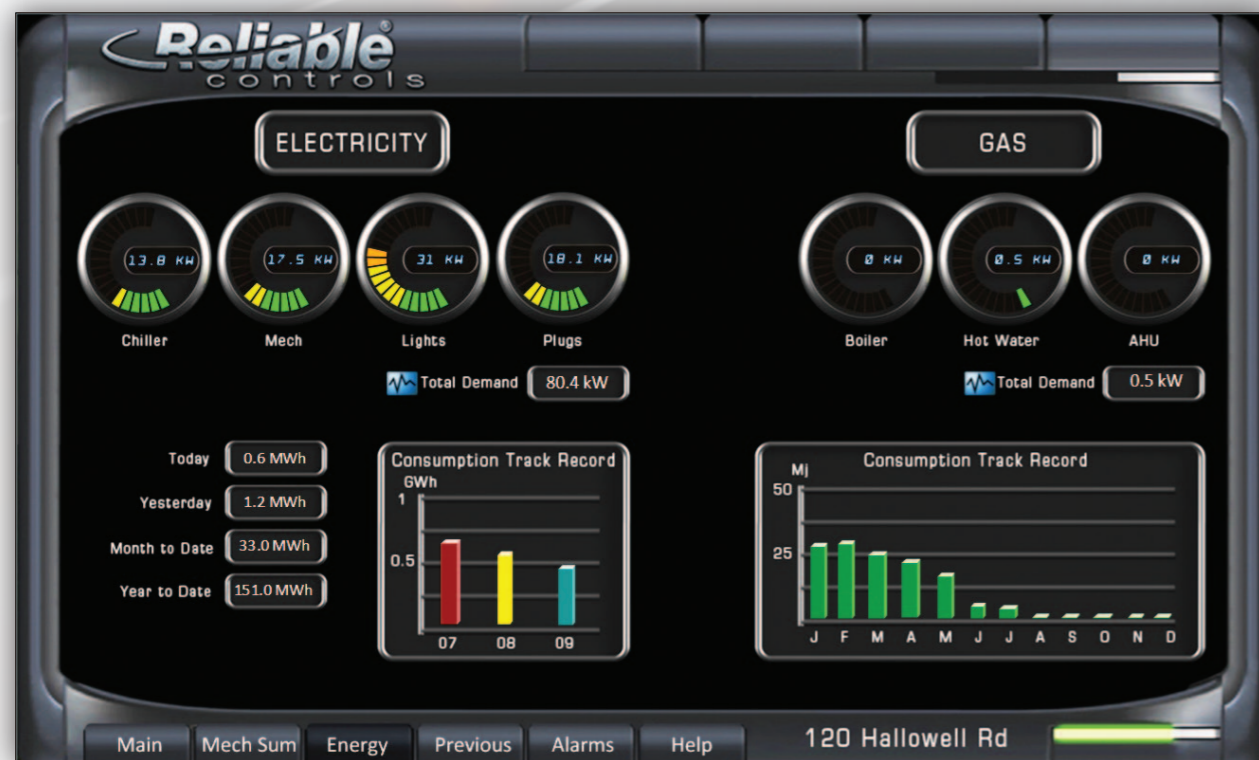 Reliable®
controls
ELECTRICITY
GAS
13.8 KW
17.5 KW
31 KW
18.1 KW
0 KW
0.5 KW
0 KW
Chiller
Mech
Lights
Plugs
Boiler
Hot Water
AHU
Total Demand
80.4 kW
Total Demand
0.5 kW
Today
0.6 MWh
Yesterday
1.2 MWh
Month to Date
33.0 MWh
Year to Date
151.0 MWh
Consumption Track Record
GWh
1
0.5
07 08 09
Consumption Track Record
Mj
50
25
J F M A M J J A S O N D
Main
Mech Sum
Energy
Previous
Alarms
Help
120 Hallowell Rd